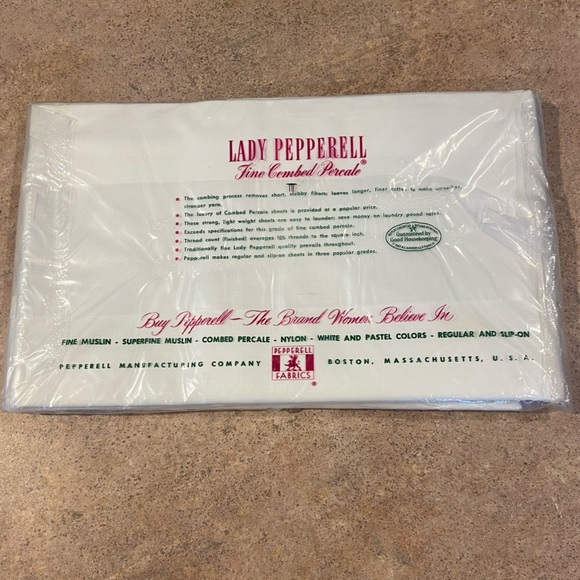 LADY PEPPERELL
Fine Combed Percale®
The combing process removes short, stubby fibers; leaves longer, finer cotton to make smoother,
stronger yarn.
The luxury of Combed Percale sheets is provided at a popular price.
These strong, light weight sheets are easy to launder; save money on laundry pound rates.
Exceeds specifications for this grade of fine combed percale.
Thread count (finished) averages threads to the square inch.
Traditionally fine Lady Pepperell quality prevails throughout.
Pepperell makes regular and slip-on sheets in three popular grades.
Guaranteed by
Good Housekeeping
Buy Pepperell—The Brand Women Believe In
FINE MUSLIN - SUPERFINE MUSLIN - COMBED PERCALE - NYLON - WHITE AND PASTEL COLORS - REGULAR AND SLIP-ON
PEPPERELL MANUFACTURING COMPANY BOSTON, MASSACHUSETTS, U. S. A.
PEPPERELL
FABRICS
®